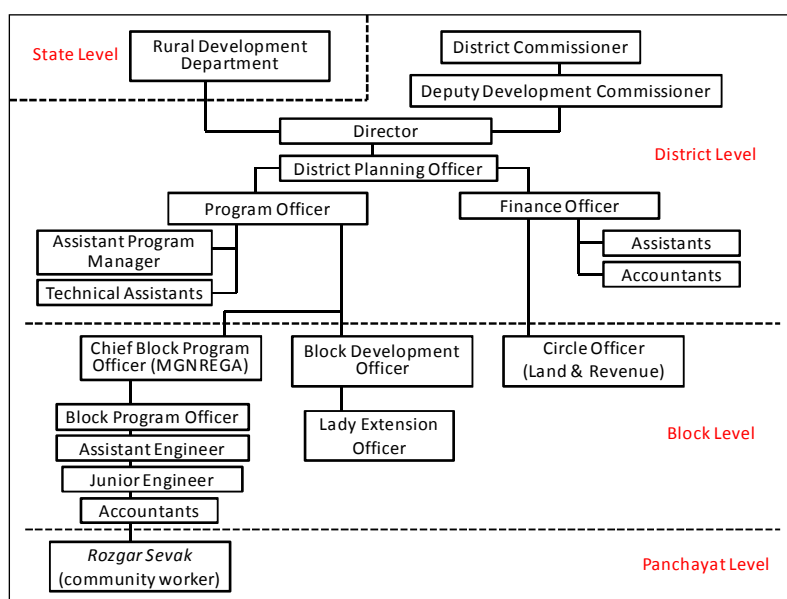 State Level
Rural Development
Department
District Commissioner
Deputy Development Commissioner
Director
District Level
District Planning Officer
Program Officer
Finance Officer
Assistant Program
Manager
Assistants
Technical Assistants
Accountants
Chief Block Program
Officer (MGNREGA)
Block Development
Officer
Circle Officer
(Land & Revenue)
Block Program Officer
Lady Extension
Officer
Assistant Engineer
Block Level
Junior Engineer
Accountants
Rozgar Sevak
(community worker)
Panchayat Level